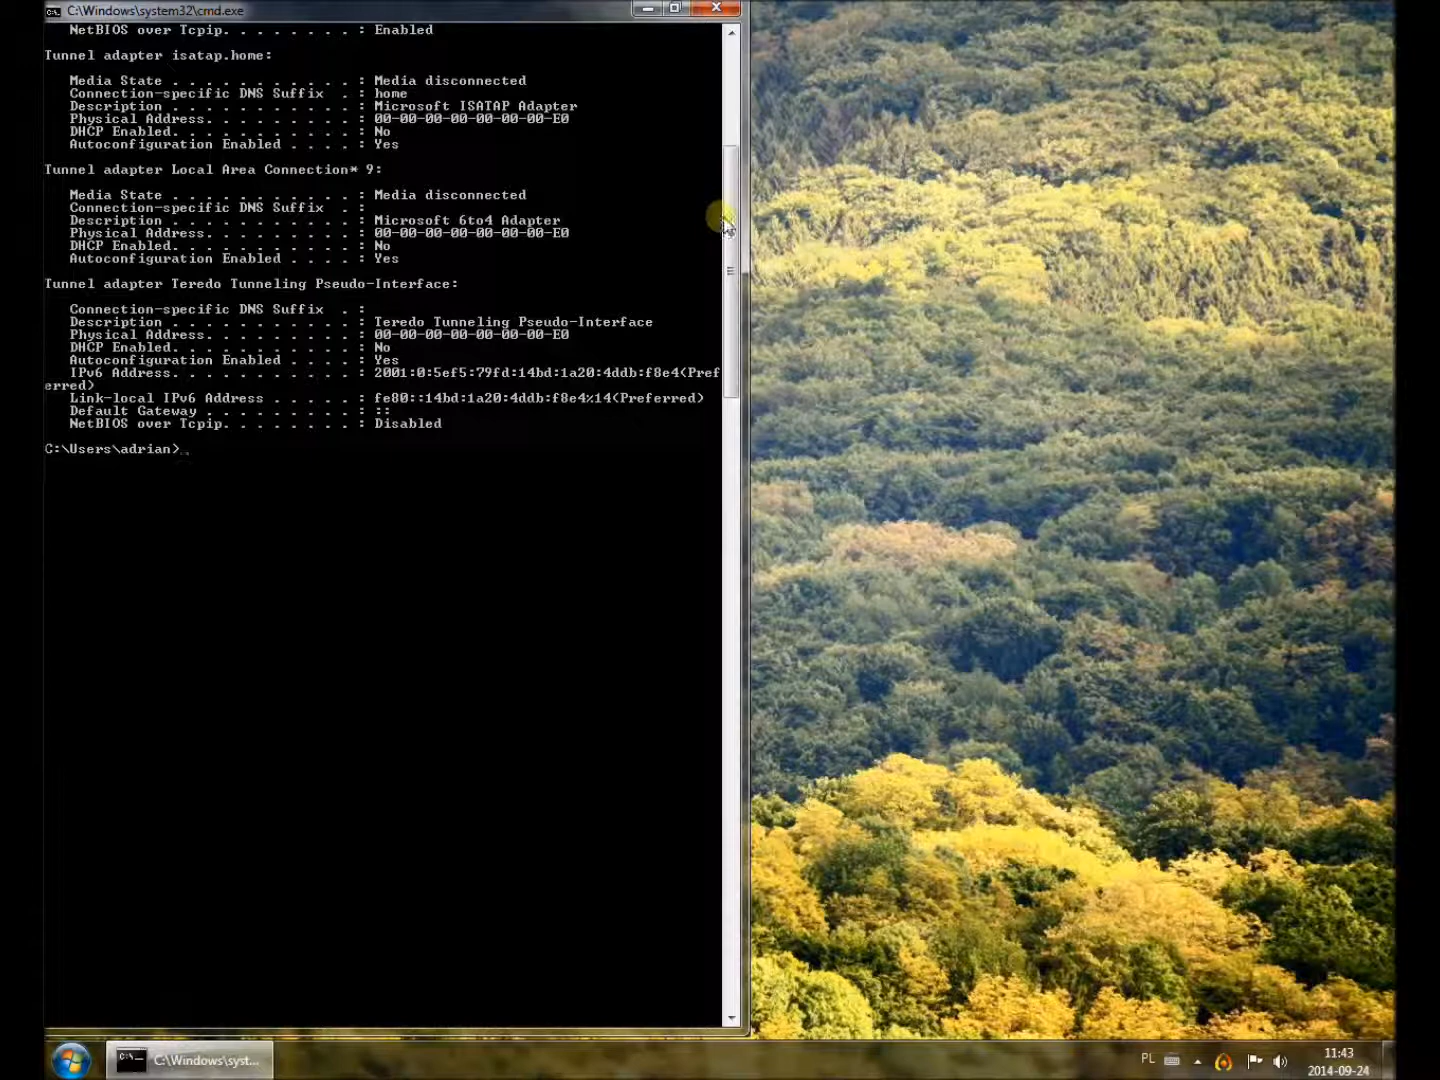 C:\Windows\system32\cmd.exe
NetBIOS over Tcpip. . . . . . . . : Enabled
Tunnel adapter isatap.home:
Media State . . . . . . . . . . . : Media disconnected
Connection-specific DNS Suffix  . : home
Description . . . . . . . . . . . : Microsoft ISATAP Adapter
Physical Address. . . . . . . . . : 00-00-00-00-00-00-00-E0
DHCP Enabled. . . . . . . . . . . : No
Autoconfiguration Enabled . . . . : Yes
Tunnel adapter Local Area Connection* 9:
Media State . . . . . . . . . . . : Media disconnected
Connection-specific DNS Suffix  . :
Description . . . . . . . . . . . : Microsoft 6to4 Adapter
Physical Address. . . . . . . . . : 00-00-00-00-00-00-00-E0
DHCP Enabled. . . . . . . . . . . : No
Autoconfiguration Enabled . . . . : Yes
Tunnel adapter Teredo Tunneling Pseudo-Interface:
Connection-specific DNS Suffix  . :
Description . . . . . . . . . . . : Teredo Tunneling Pseudo-Interface
Physical Address. . . . . . . . . : 00-00-00-00-00-00-00-E0
DHCP Enabled. . . . . . . . . . . : No
Autoconfiguration Enabled . . . . : Yes
IPv6 Address. . . . . . . . . . . : 2001:0:5ef5:79fd:14bd:1a20:4ddb:f8e4(Pref
erred)
Link-local IPv6 Address . . . . . : fe80::14bd:1a20:4ddb:f8e4%14(Preferred)
Default Gateway . . . . . . . . . : ::
NetBIOS over Tcpip. . . . . . . . : Disabled
C:\Users\adrian>_
C:\Windows\syst...
PL
11:43
2014-09-24